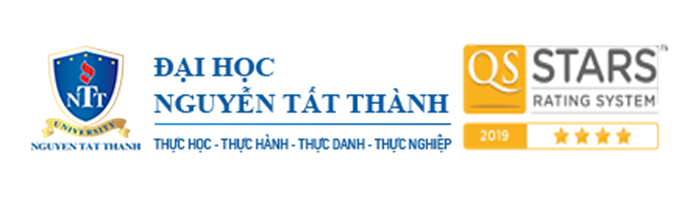 NTT
UNIVERSITY
NGUYEN TAT THANH
ĐẠI HỌC
NGUYỄN TẤT THÀNH
THỰC HỌC - THỰC HÀNH - THỰC DANH - THỰC NGHIỆP
QS STARS TM
RATING SYSTEM
2019